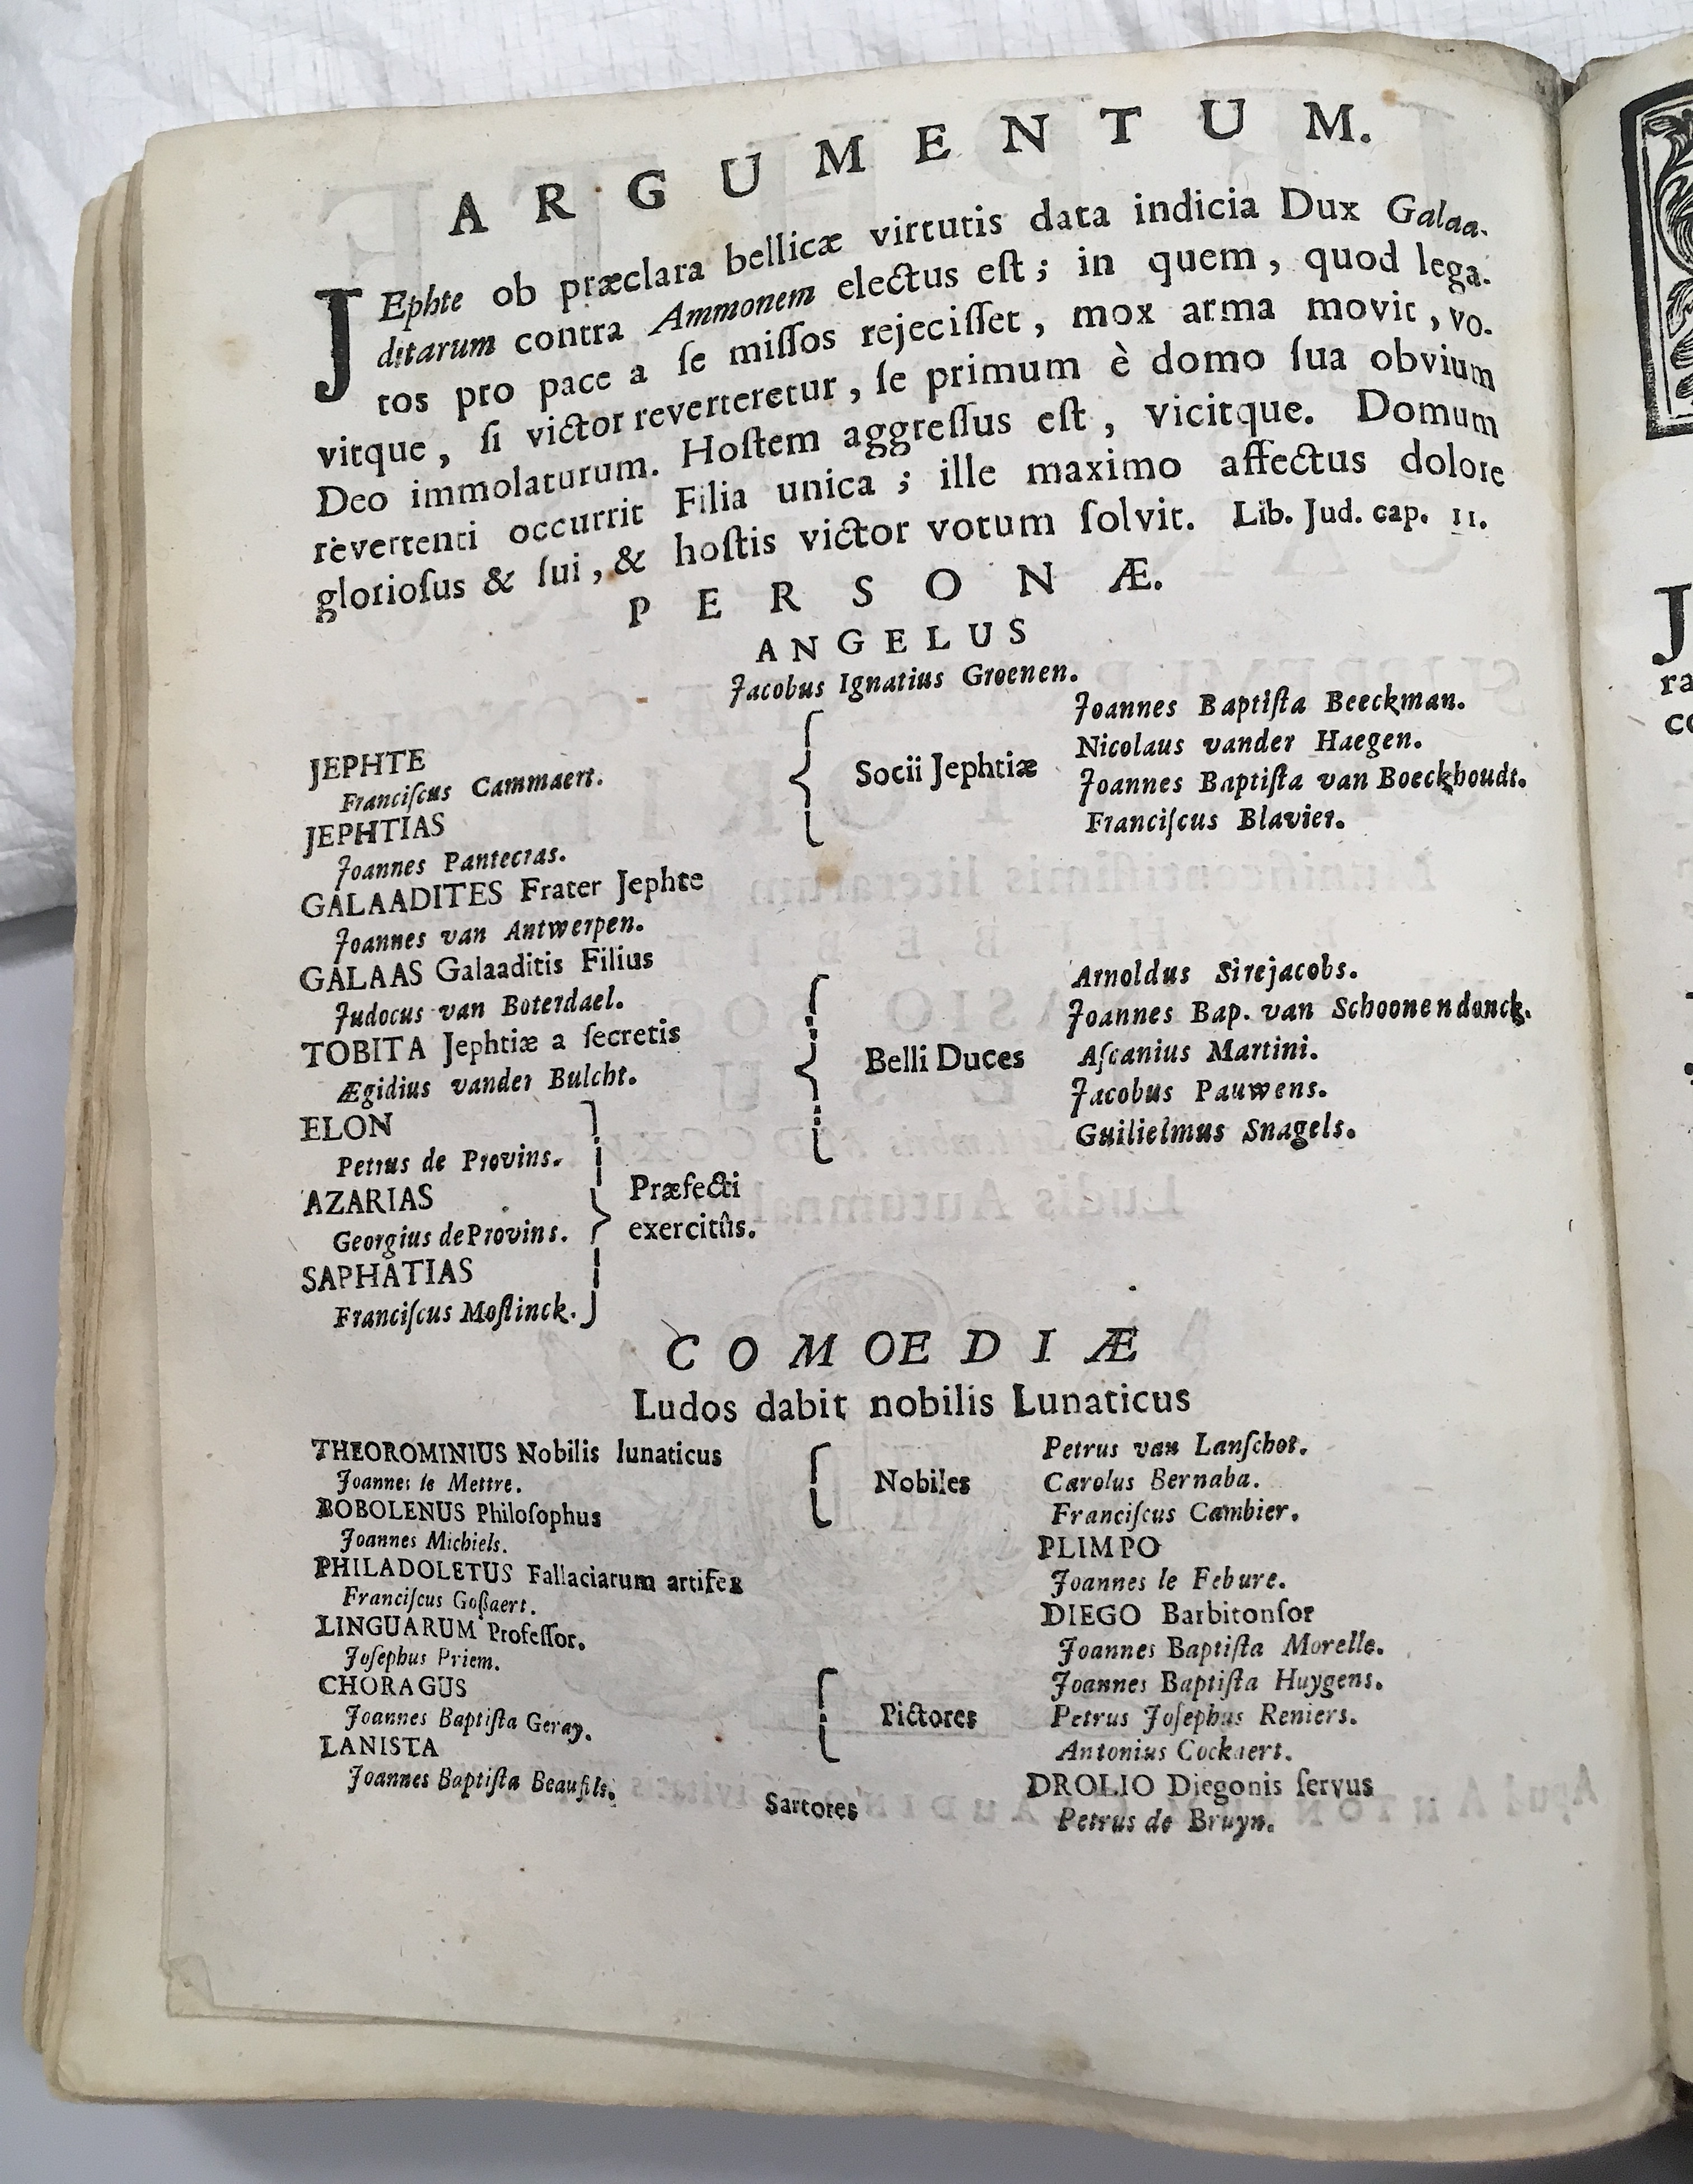 ARGUMENTUM.
JEphte ob præclara bellicæ virtutis data indicia Dux Galaa-
ditarum contra Ammonem electus est; in quem, quod lega-
tos pro pace a se missos rejecisset, mox arma movit, vo-
vitque, si victor reverteretur, se primum è domo sua obvium
Deo immolaturum. Hostem aggressus est, vicitque. Domum
revertenti occurrit Filia unica; ille maximo affectus dolore
gloriosus & sui, & hostis victor votum solvit. Lib. Jud. cap. 11.
PERSONÆ.
ANGELUS
Jacobus Ignatius Groenen.
JEPHTE
Franciscus Cammaert.
JEPHTIAS
Joannes Pantecras.
GALAADITES Frater Jephte
Joannes van Antwerpen.
GALAAS Galaaditis Filius
Judocus van Boterdael.
TOBITA Jephtiæ a secretis
Ægidius vander Bulcht.
ELON
Petrus de Provins.
AZARIAS
Georgius de Provins.
SAPHATIAS
Franciscus Mostinck.
Præfecti
exercitûs.
Socii Jephtiæ
Joannes Baptista Beeckman.
Nicolaus vander Haegen.
Joannes Baptista van Boeckhoudt.
Franciscus Blavier.
Belli Duces
Arnoldus Sirejacobs.
Joannes Bap. van Schoonendonck.
Ascanius Martini.
Jacobus Pauwens.
Guilielmus Snagels.
COMOEDIÆ
Ludos dabit nobilis Lunaticus
THEOROMINIUS Nobilis lunaticus
Joannes le Mettre.
BOBOLENUS Philosophus
Joannes Michiels.
PHILADOLETUS Fallaciarum artifex
Franciscus Goßaert.
LINGUARUM Professor.
Josephus Priem.
CHORAGUS
Joannes Baptista Geray.
LANISTA
Joannes Baptista Beaufils.
Nobiles
Petrus van Lanschot.
Carolus Bernaba.
Franciscus Cambier.
PLIMPO
Joannes le Febure.
DIEGO Barbitonsor
Joannes Baptista Morelle.
Pictores
Joannes Baptista Huygens.
Petrus Josephus Reniers.
Antonius Cockaert.
Sartores
DROLIO Diegonis servus
Petrus de Bruyn.